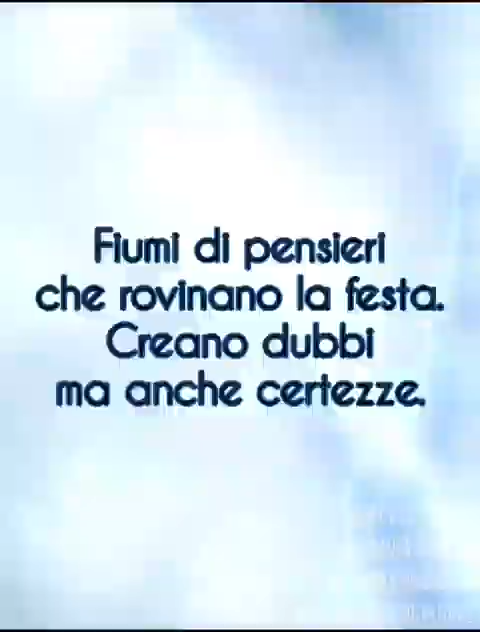 Fiumi di pensieri
che rovinano la festa.
Creano dubbi
ma anche certezze.